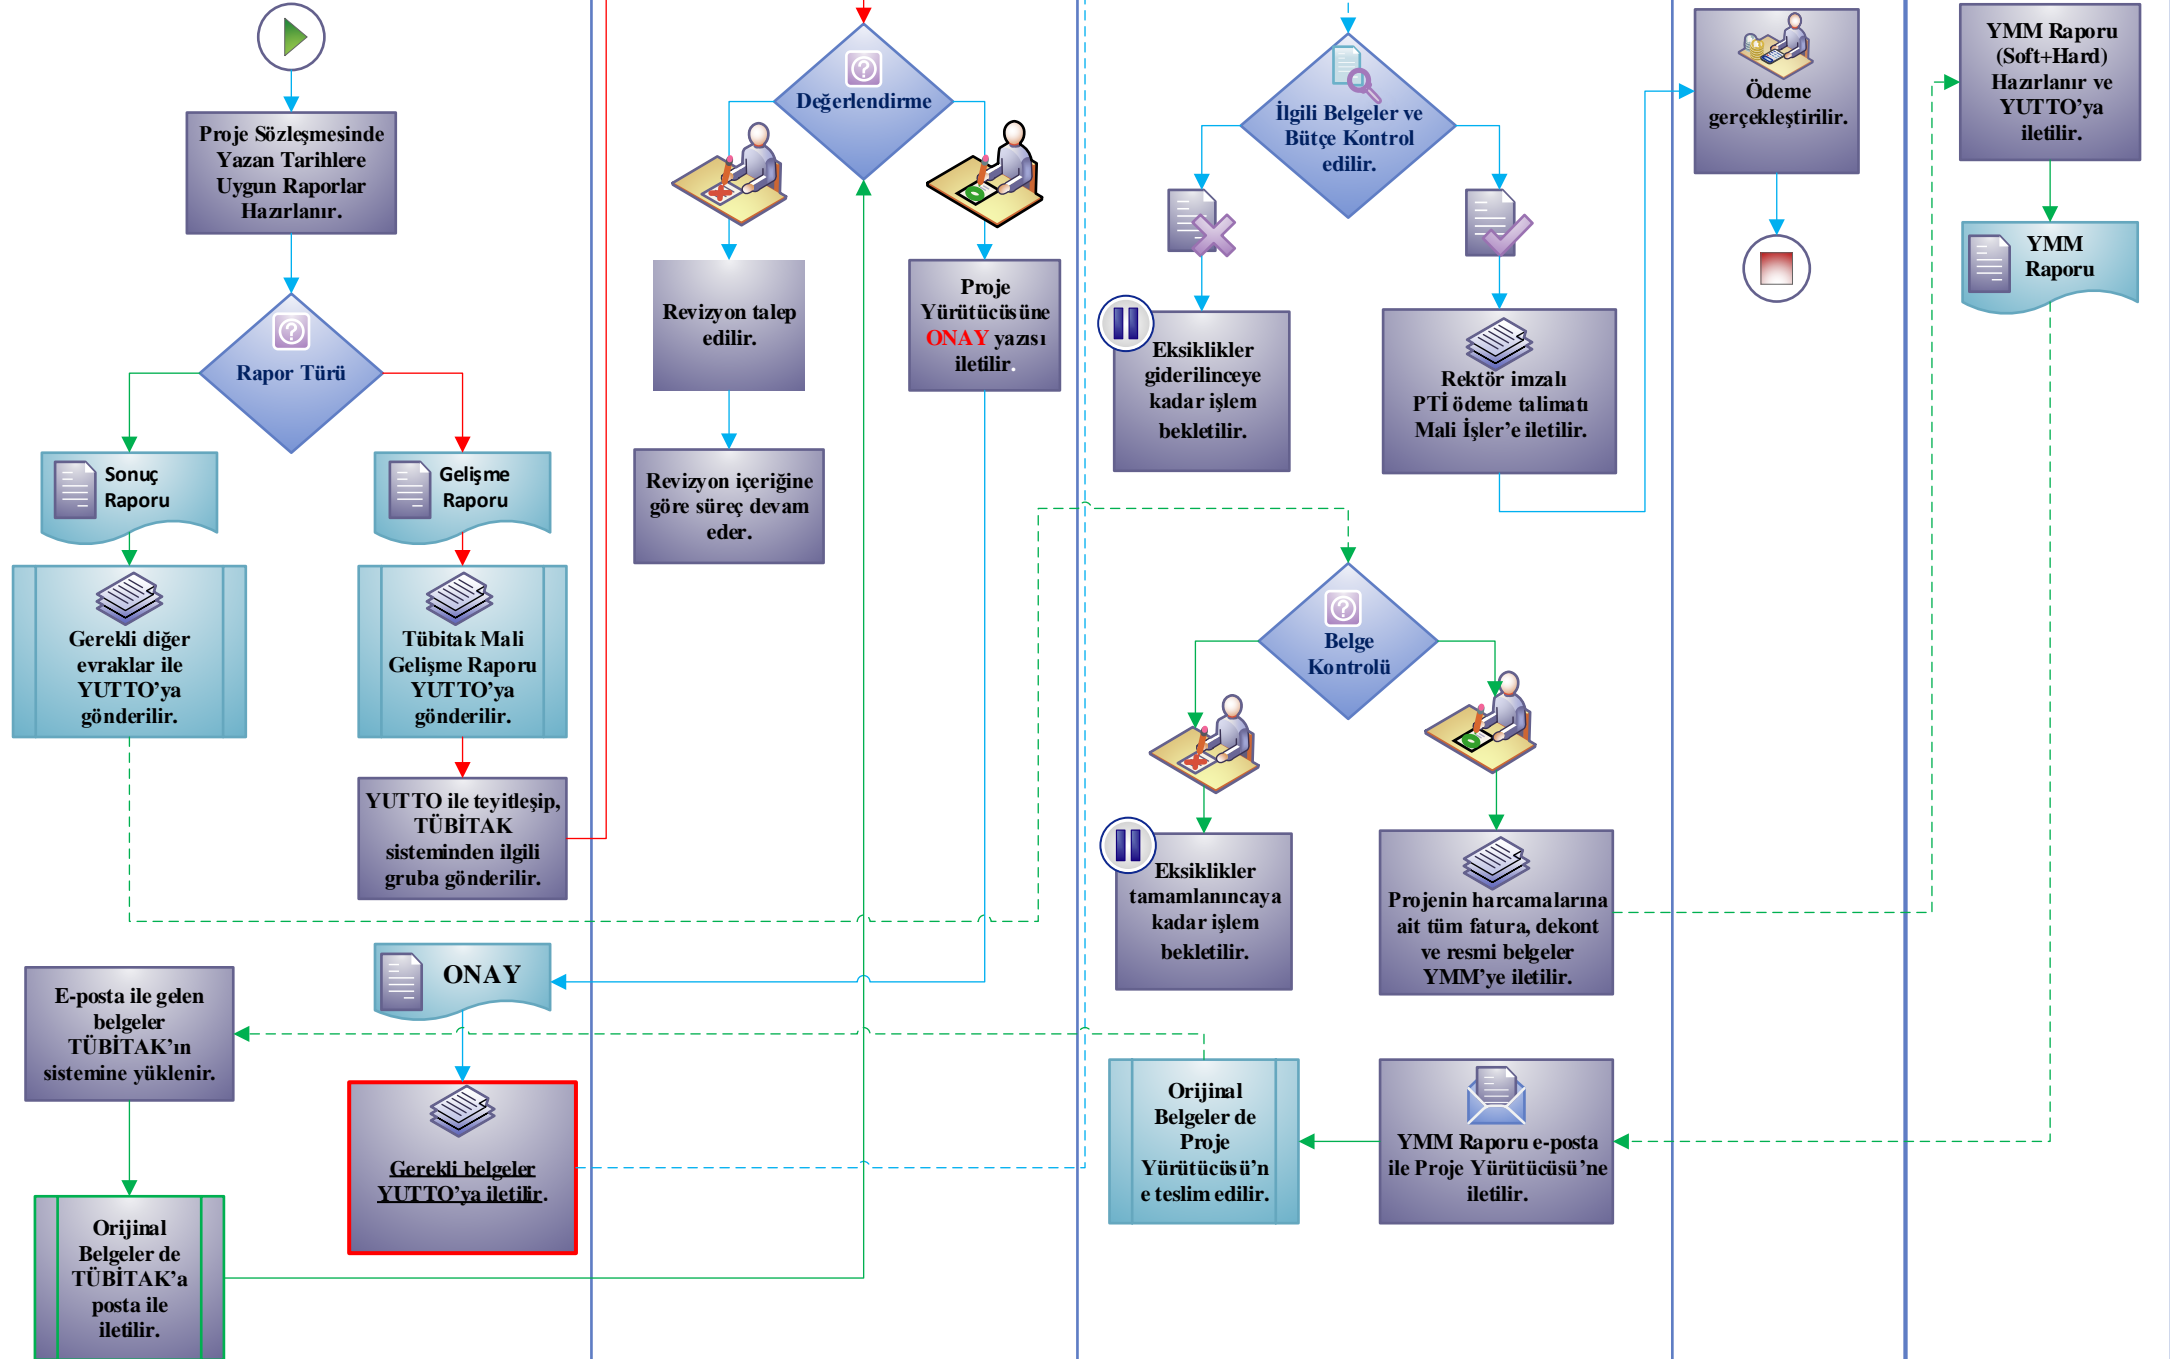 Proje Sözleşmesinde
Yazan Tarihlere
Uygun Raporlar
Hazırlanır.
Rapor Türü
Sonuç
Raporu
Gelişme
Raporu
Gerekli diğer
evraklar ile
YUTTO’ya
gönderilir.
Tübitak Mali
Gelişme Raporu
YUTTO’ya
gönderilir.
YUTTO ile teyitleşip,
TÜBİTAK
sisteminden ilgili
gruba gönderilir.
ONAY
E-posta ile gelen
belgeler
TÜBİTAK’ın
sistemine yüklenir.
Gerekli belgeler
YUTTO’ya iletilir.
Orijinal
Belgeler de
TÜBİTAK’a
posta ile
iletilir.
Değerlendirme
Revizyon talep
edilir.
Proje
Yürütücüsüne
ONAY yazısı
iletilir.
Revizyon içeriğine
göre süreç devam
eder.
İlgili Belgeler ve
Bütçe Kontrol
edilir.
Eksiklikler
giderilinceye
kadar işlem
bekletilir.
Rektör imzalı
PTİ ödeme talimatı
Mali İşler’e iletilir.
Belge
Kontrolü
Eksiklikler
tamamlanıncaya
kadar işlem
bekletilir.
Projenin harcamalarına
ait tüm fatura, dekont
ve resmi belgeler
YMM’ye iletilir.
Orijinal
Belgeler de
Proje
Yürütücüsü’n
e teslim edilir.
YMM Raporu e-posta
ile Proje Yürütücüsü’ne
iletilir.
Ödeme
gerçekleştirilir.
YMM Raporu
(Soft+Hard)
Hazırlanır ve
YUTTO’ya
iletilir.
YMM
Raporu